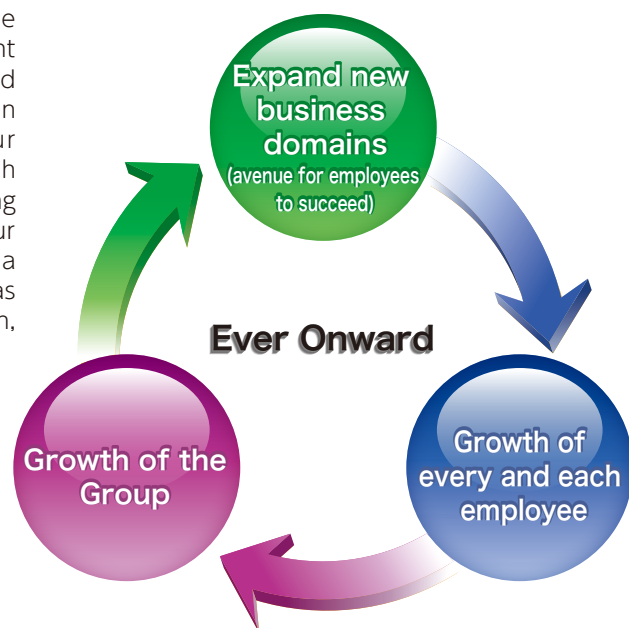 Expand new
business
domains
(avenue for employees
to succeed)
Ever Onward
Growth of the
Group
Growth of
every and each
employee